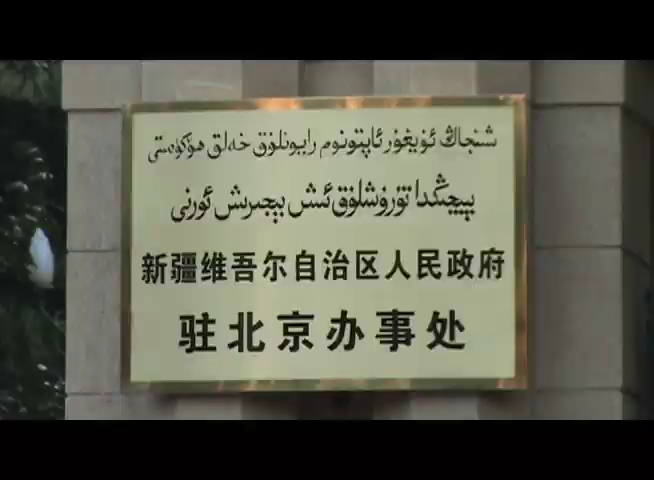 شىنجاڭ ئۇيغۇر ئاپتونوم رايونلۇق خەلق ھۆكۈمىتى
بېيجىڭدا تۇرۇشلۇق ئىش بېجىرىش ئورنى
新疆维吾尔自治区人民政府
驻北京办事处